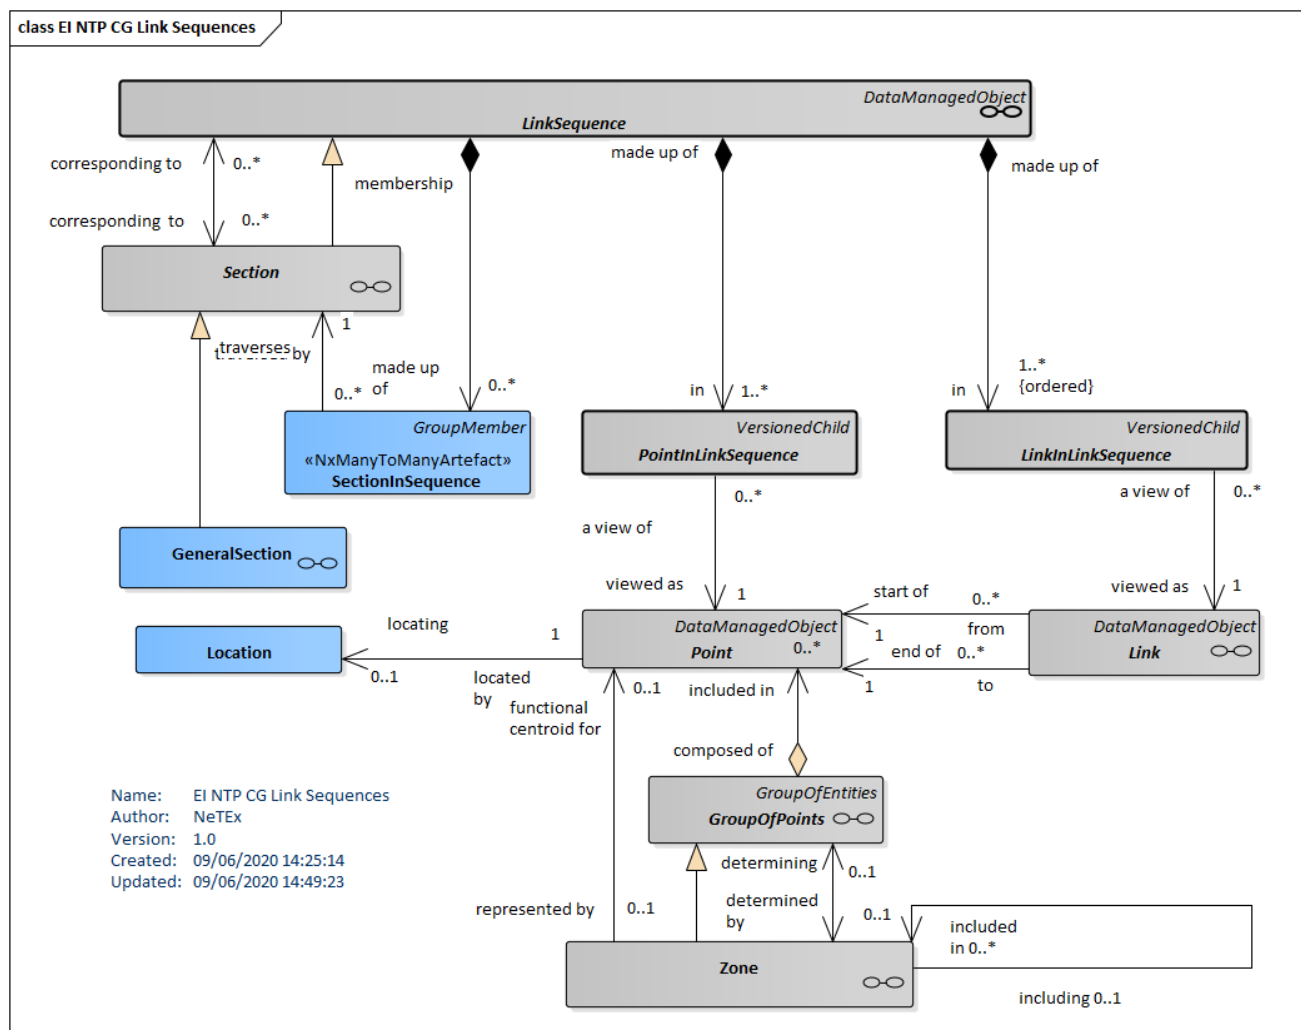 class EI NTP CG Link Sequences
DataManagedObject
LinkSequence
corresponding to
0..*
membership
made up of
made up of
corresponding to
0..*
Section
1
traverses
by
made up
of
0..*
0..*
in
1..*
in
1..*
{ordered}
GroupMember
«NxManyToManyArtefact»
SectionInSequence
VersionedChild
PointInLinkSequence
VersionedChild
LinkInLinkSequence
0..*
a view of
a view of
0..*
GeneralSection
viewed as
1
viewed as
1
Location
locating
1
0..1
located
by
DataManagedObject
Point
0..*
start of
0..*
1
from
end of
0..*
1
to
DataManagedObject
Link
functional
centroid for
0..1
included in
composed of
GroupOfEntities
GroupOfPoints
Name: EI NTP CG Link Sequences
Author: NeTEx
Version: 1.0
Created: 09/06/2020 14:25:14
Updated: 09/06/2020 14:49:23
determining
0..1
determined
by
0..1
represented by
0..1
Zone
included
in 0..*
including 0..1